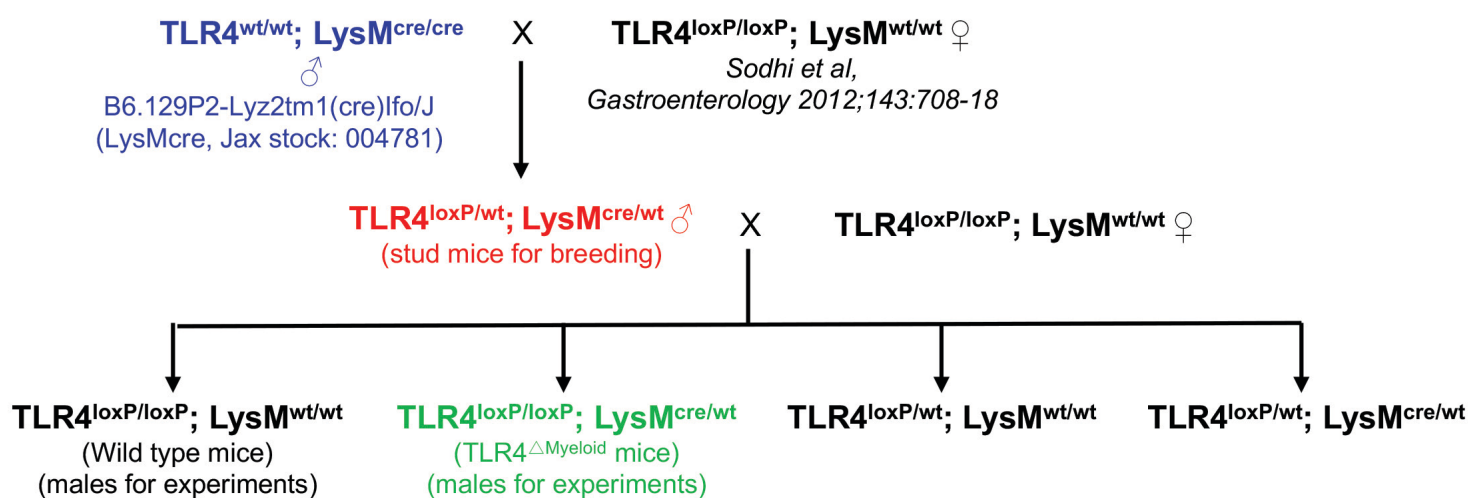 TLR4wt/wt; LysMcre/cre X TLR4loxP/loxP; LysMwt/wt ♀
♂ Sodhi et al,
B6.129P2-Lyz2tm1(cre)Ifo/J Gastroenterology 2012;143:708-18
(LysMcre, Jax stock: 004781)
TLR4loxP/wt; LysMcre/wt ♂ X TLR4loxP/loxP; LysMwt/wt ♀
(stud mice for breeding)
TLR4loxP/loxP; LysMwt/wt TLR4loxP/loxP; LysMcre/wt TLR4loxP/wt; LysMwt/wt TLR4loxP/wt; LysMcre/wt
(Wild type mice) (TLR4△Myeloid mice)
(males for experiments) (males for experiments)